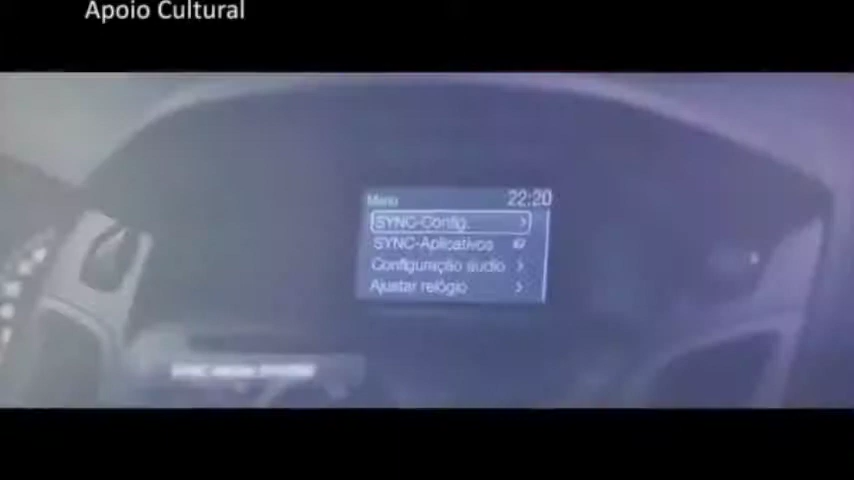 Apoio Cultural
Menu 22:20
SYNC-Config.
SYNC-Aplicativos
Configuração áudio
Ajustar relógio